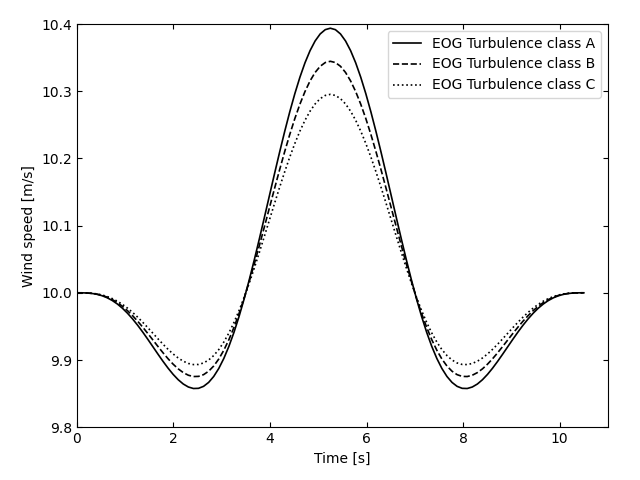 10.4
10.3
10.2
10.1
10.0
9.9
9.8
Wind speed [m/s]
EOG Turbulence class A
EOG Turbulence class B
EOG Turbulence class C
0 2 4 6 8 10
Time [s]